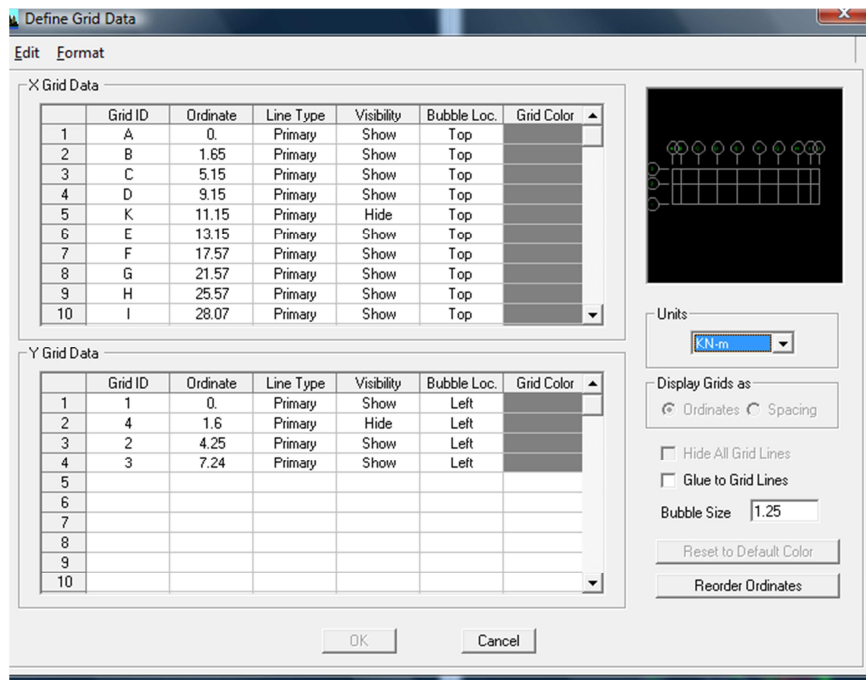 Define Grid Data
Edit Format
X Grid Data
Grid ID Ordinate Line Type Visibility Bubble Loc. Grid Color
1 A 0. Primary Show Top
2 B 1.65 Primary Show Top
3 C 5.15 Primary Show Top
4 D 9.15 Primary Show Top
5 K 11.15 Primary Hide Top
6 E 13.15 Primary Show Top
7 F 17.57 Primary Show Top
8 G 21.57 Primary Show Top
9 H 25.57 Primary Show Top
10 I 28.07 Primary Show Top
Y Grid Data
Grid ID Ordinate Line Type Visibility Bubble Loc. Grid Color
1 1 0. Primary Show Left
2 4 1.6 Primary Hide Left
3 2 4.25 Primary Show Left
4 3 7.24 Primary Show Left
5
6
7
8
9
10
Units
KN-m
Display Grids as
Ordinates Spacing
Hide All Grid Lines
Glue to Grid Lines
Bubble Size 1.25
Reset to Default Color
Reorder Ordinates
OK Cancel